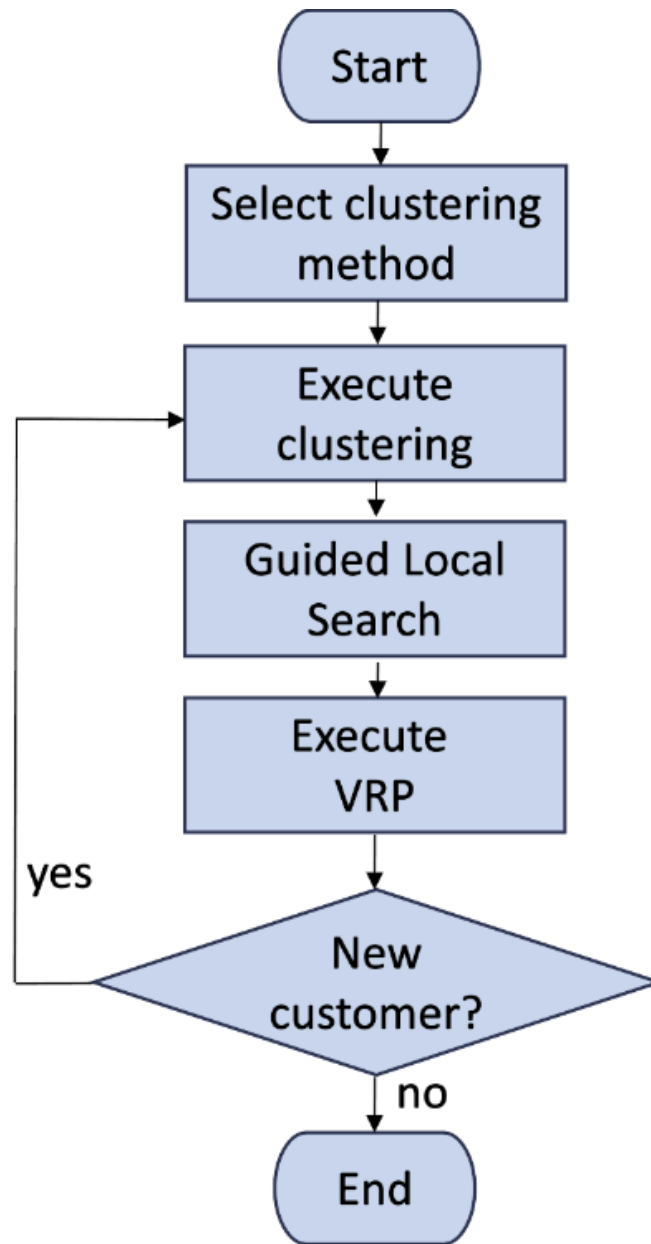 Start
Select clustering
method
Execute
clustering
Guided Local
Search
Execute
VRP
yes
New
customer?
no
End